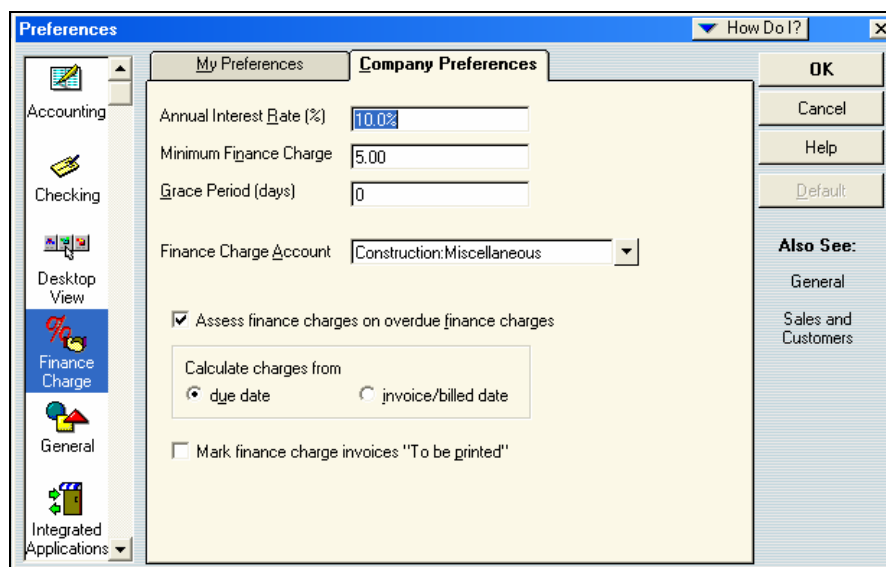 Preferences
How Do I?
My Preferences
Company Preferences
Accounting
Checking
Desktop
View
Finance
Charge
General
Integrated
Applications
Annual Interest Rate (%)
10.0%
Minimum Finance Charge
5.00
Grace Period (days)
0
Finance Charge Account
Construction:Miscellaneous
Assess finance charges on overdue finance charges
Calculate charges from
due date
invoice/billed date
Mark finance charge invoices "To be printed"
OK
Cancel
Help
Default
Also See:
General
Sales and
Customers